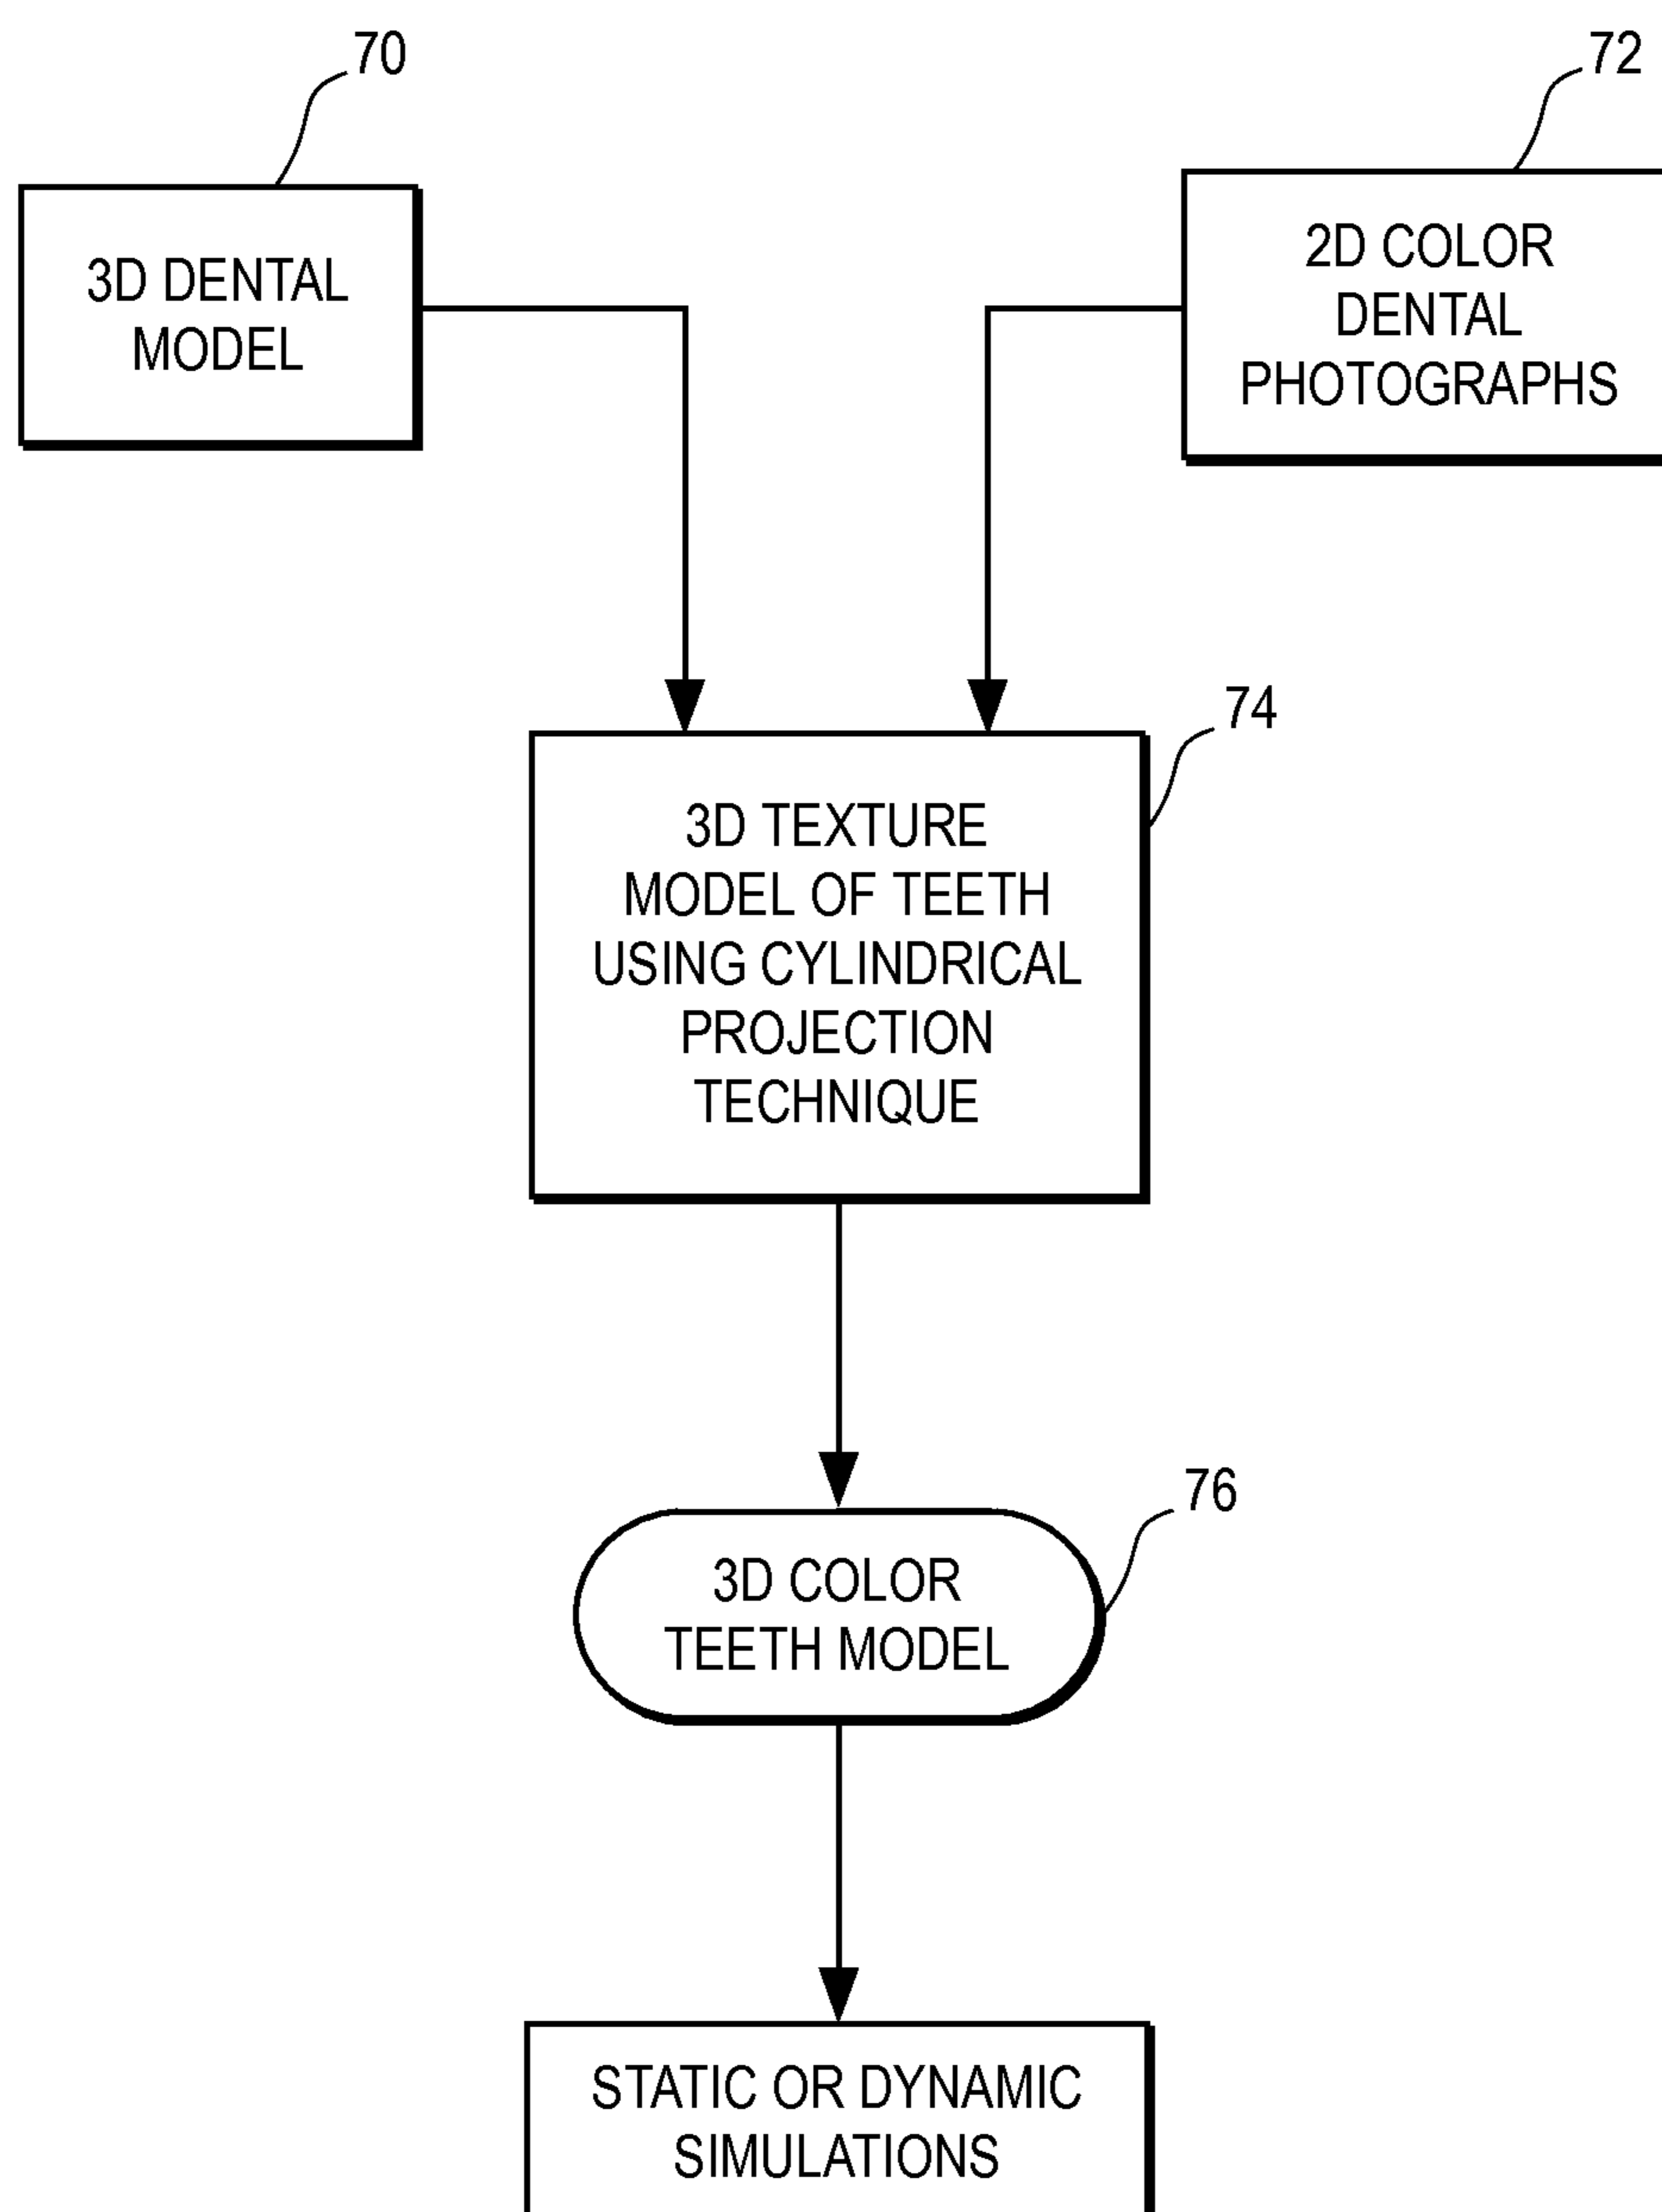 70
72
3D DENTAL
MODEL
2D COLOR
DENTAL
PHOTOGRAPHS
74
3D TEXTURE
MODEL OF TEETH
USING CYLINDRICAL
PROJECTION
TECHNIQUE
76
3D COLOR
TEETH MODEL
STATIC OR DYNAMIC
SIMULATIONS